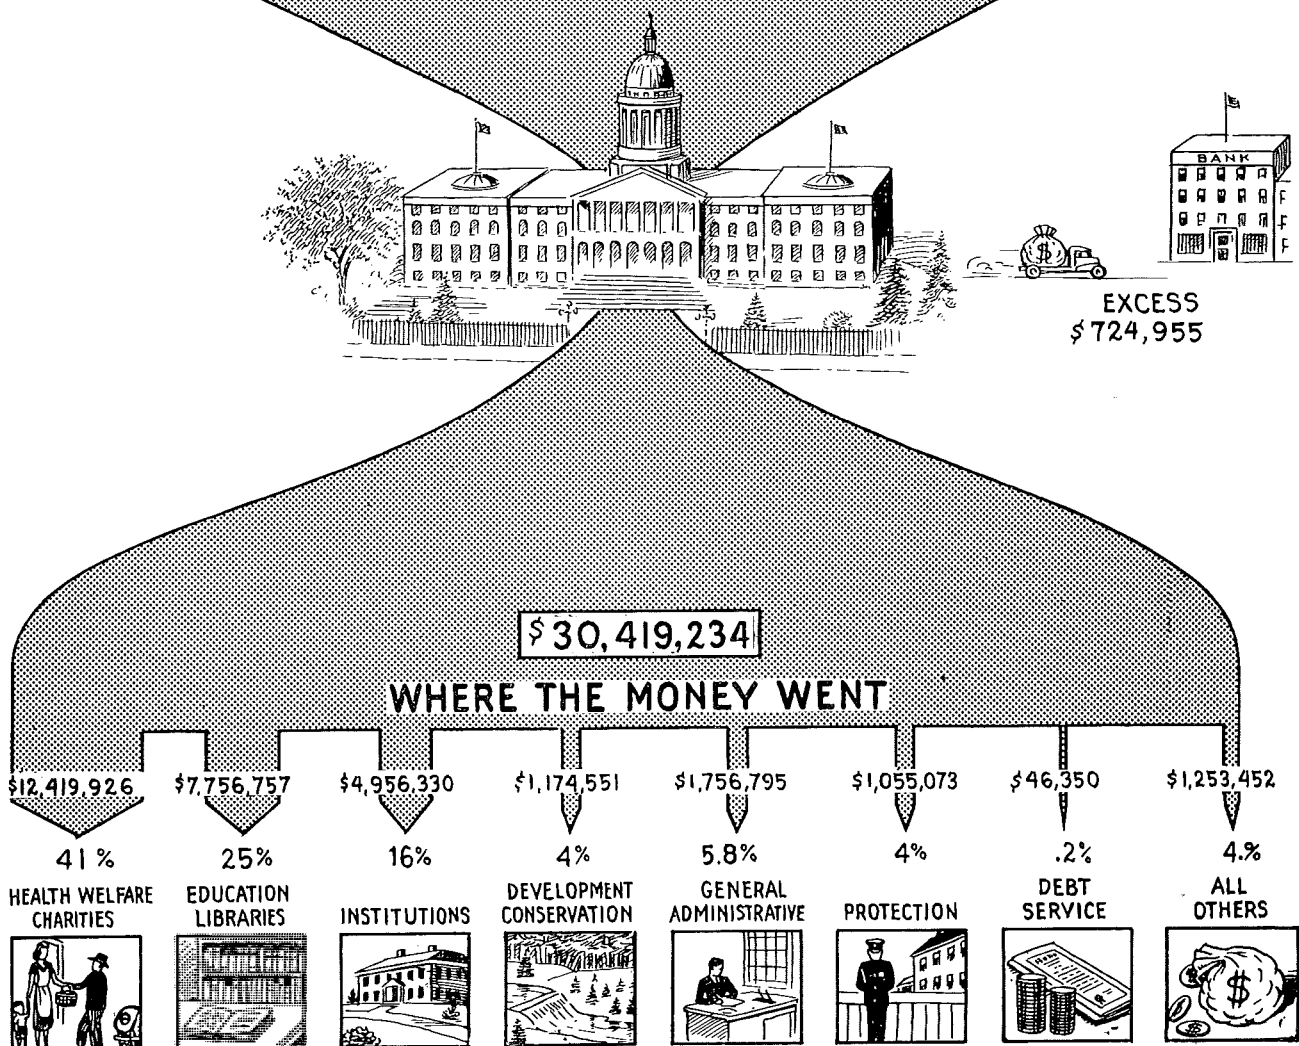 BANK
$
EXCESS
$724,955
$30,419,234
WHERE THE MONEY WENT
$12,419,926 $7,756,757 $4,956,330 $1,174,551 $1,756,795 $1,055,073 $46,350 $1,253,452
41% 25% 16% 4% 5.8% 4% .2% 4.%
HEALTH WELFARE CHARITIES
EDUCATION LIBRARIES
INSTITUTIONS
DEVELOPMENT CONSERVATION
GENERAL ADMINISTRATIVE
PROTECTION
DEBT SERVICE
ALL OTHERS
$
$